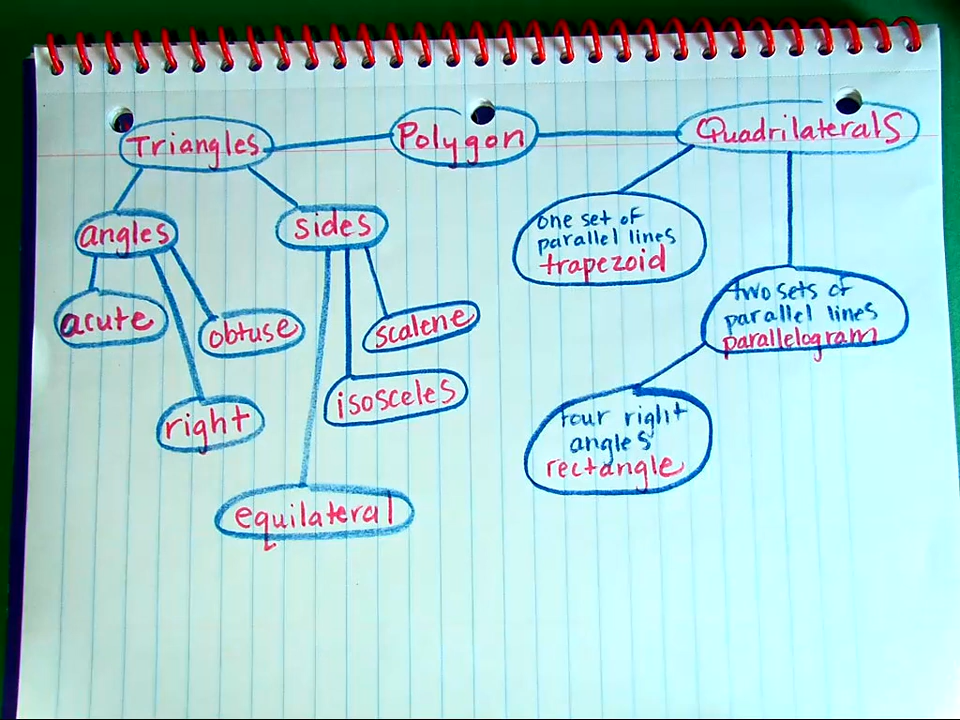 Triangles
Polygon
Quadrilaterals
angles
sides
one set of
parallel lines
trapezoid
acute
obtuse
right
scalene
isosceles
equilateral
two sets of
parallel lines
parallelogram
four right
angles
rectangle